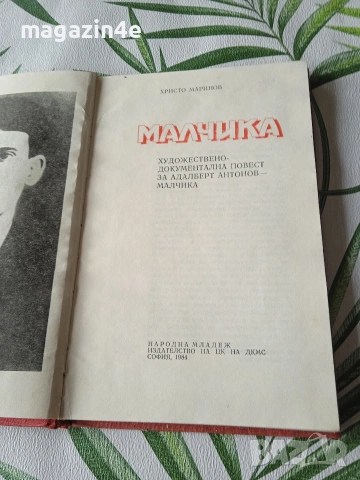 magazin4e
ХРИСТО МАРИНОВ
МАЛЧИКА
ХУДОЖЕСТВЕНО-
ДОКУМЕНТАЛНА ПОВЕСТ
ЗА АДАЛБЕРТ АНТОНОВ —
МАЛЧИКА
НАРОДНА МЛАДЕЖ
ИЗДАТЕЛСТВО НА ЦК НА ДКМС
СОФИЯ, 1984
BAZAR